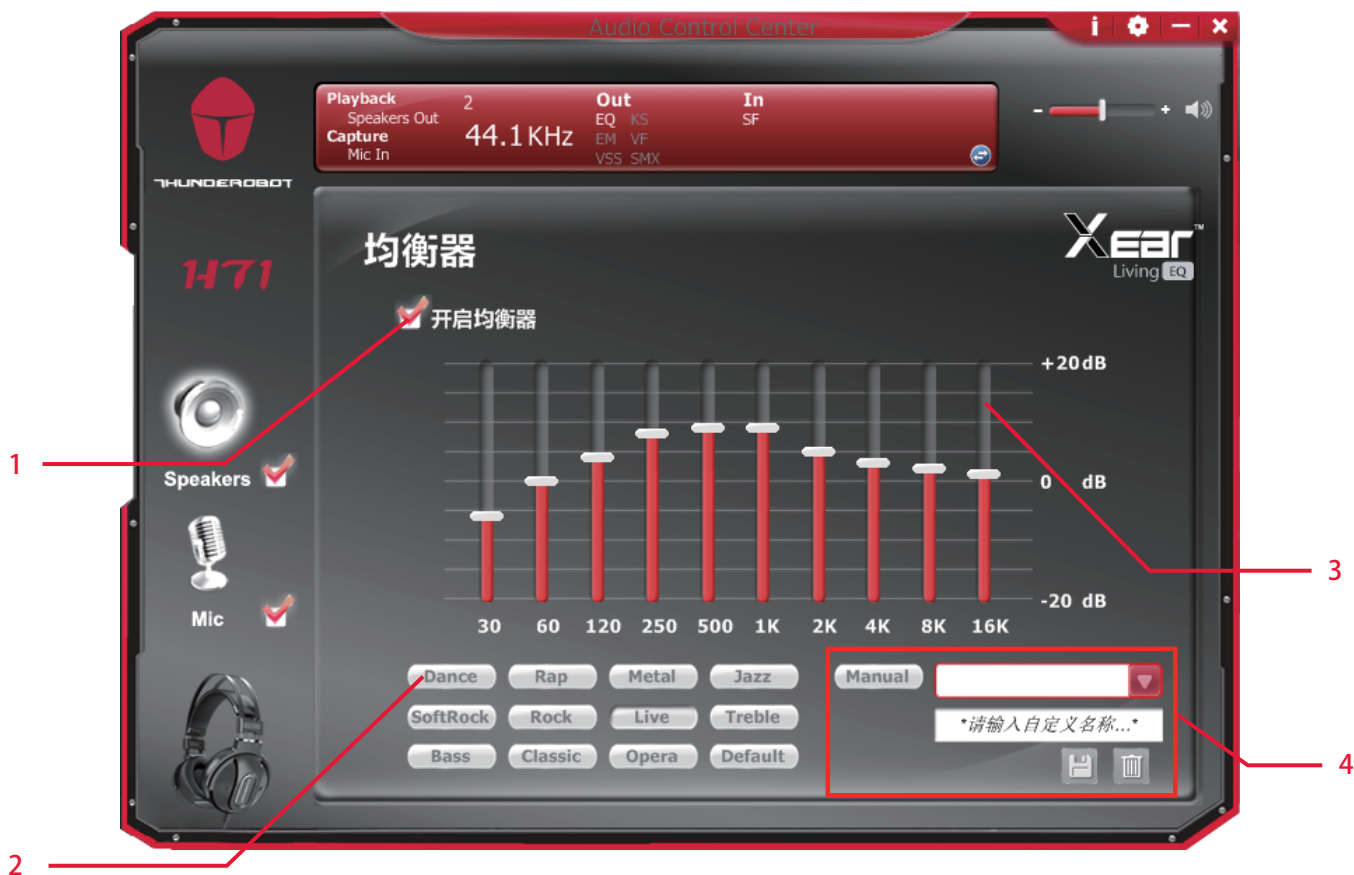 Audio Control Center
i
THUNDEROBOT
H71
Playback 2
Speakers Out
Capture 44.1KHz
Mic In
Out
EQ KS
EM VF
VSS SMX
In
SF
- +
均衡器
Xear™
Living EQ
开启均衡器
+20dB
0 dB
-20 dB
30 60 120 250 500 1K 2K 4K 8K 16K
Speakers
Mic
Dance Rap Metal Jazz
SoftRock Rock Live Treble
Bass Classic Opera Default
Manual
*请输入自定义名称...*
1
2
3
4